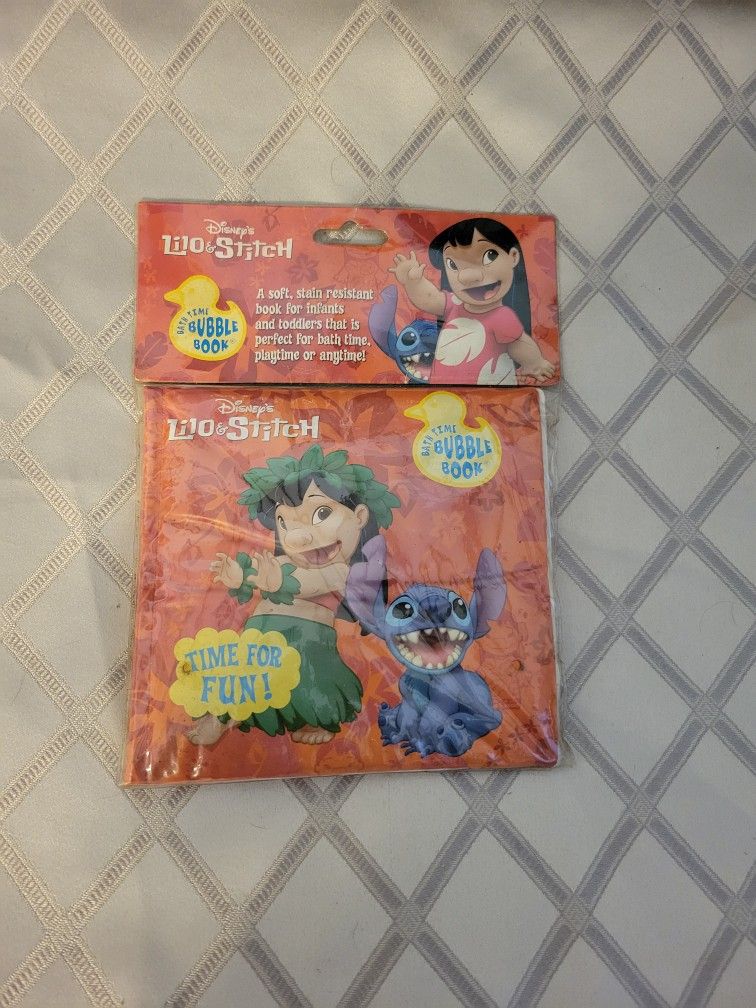 Disney's
Lilo & Stitch
BATH TIME
BUBBLE
BOOK
A soft, stain resistant
book for infants
and toddlers that is
perfect for bath time,
playtime or anytime!
Disney's
Lilo & Stitch
BATH TIME
BUBBLE
BOOK
TIME FOR
FUN!